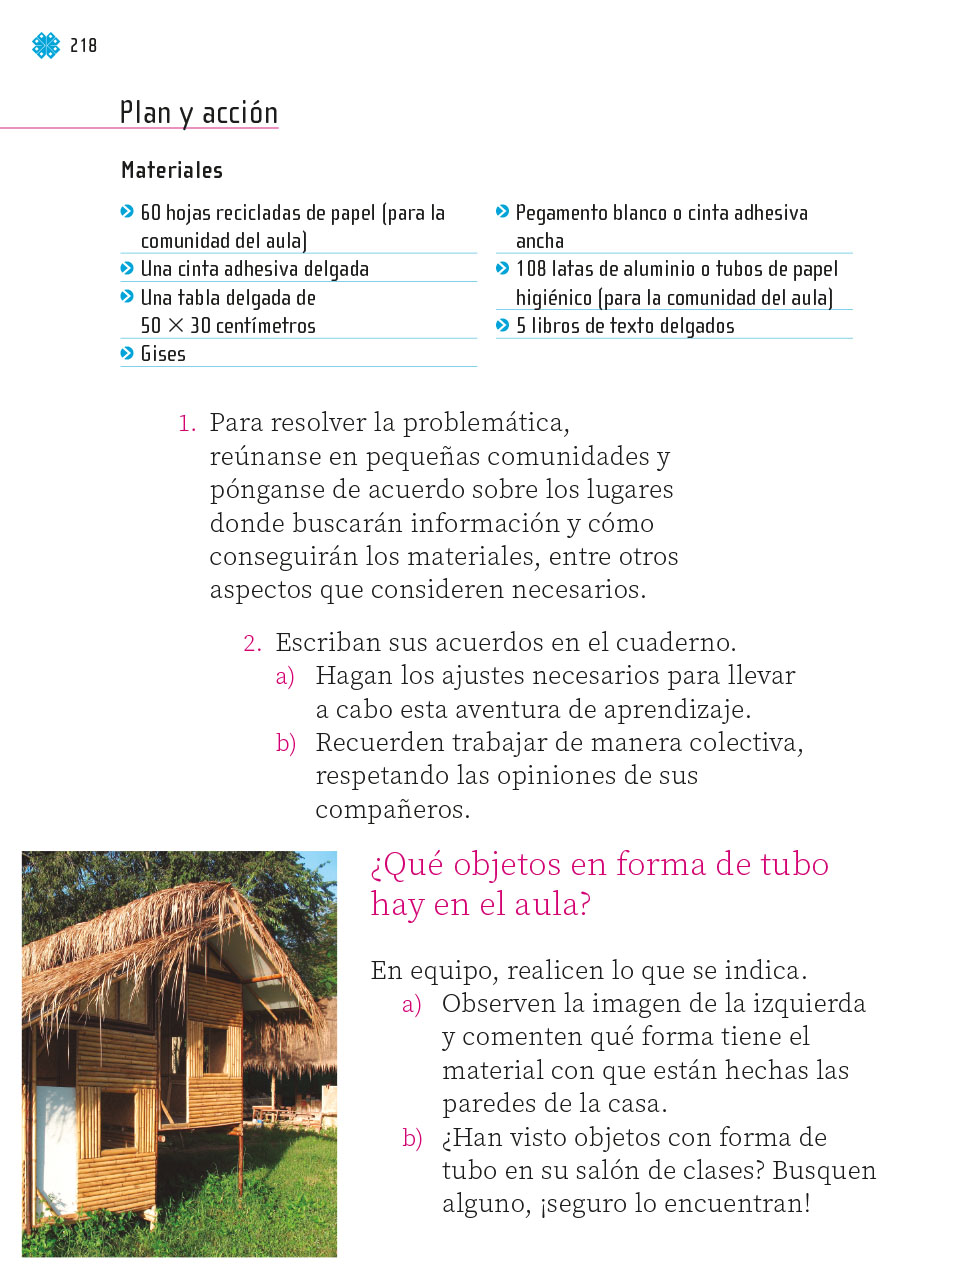 218
Plan y acción
Materiales
60 hojas recicladas de papel (para la
comunidad del aula)
Una cinta adhesiva delgada
Una tabla delgada de
50 × 30 centímetros
Gises
Pegamento blanco o cinta adhesiva
ancha
108 latas de aluminio o tubos de papel
higiénico (para la comunidad del aula)
5 libros de texto delgados
1. Para resolver la problemática,
reúnanse en pequeñas comunidades y
pónganse de acuerdo sobre los lugares
donde buscarán información y cómo
conseguirán los materiales, entre otros
aspectos que consideren necesarios.
2. Escriban sus acuerdos en el cuaderno.
a) Hagan los ajustes necesarios para llevar
a cabo esta aventura de aprendizaje.
b) Recuerden trabajar de manera colectiva,
respetando las opiniones de sus
compañeros.
¿Qué objetos en forma de tubo
hay en el aula?
En equipo, realicen lo que se indica.
a) Observen la imagen de la izquierda
y comenten qué forma tiene el
material con que están hechas las
paredes de la casa.
b) ¿Han visto objetos con forma de
tubo en su salón de clases? Busquen
alguno, ¡seguro lo encuentran!